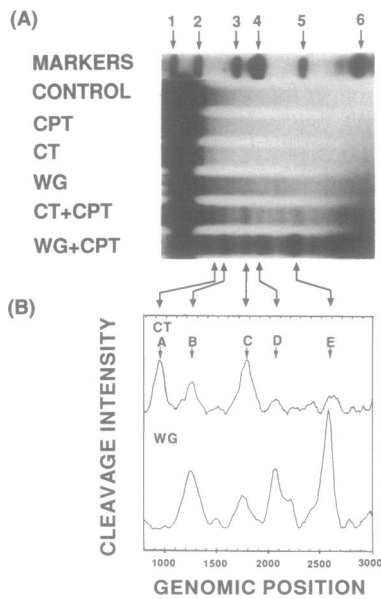 (A)
1 2 3 4 5 6
MARKERS
CONTROL
CPT
CT
WG
CT+CPT
WG+CPT
(B)
CT
A B C D E
WG
CLEAVAGE INTENSITY
1000 1500 2000 2500 3000
GENOMIC POSITION